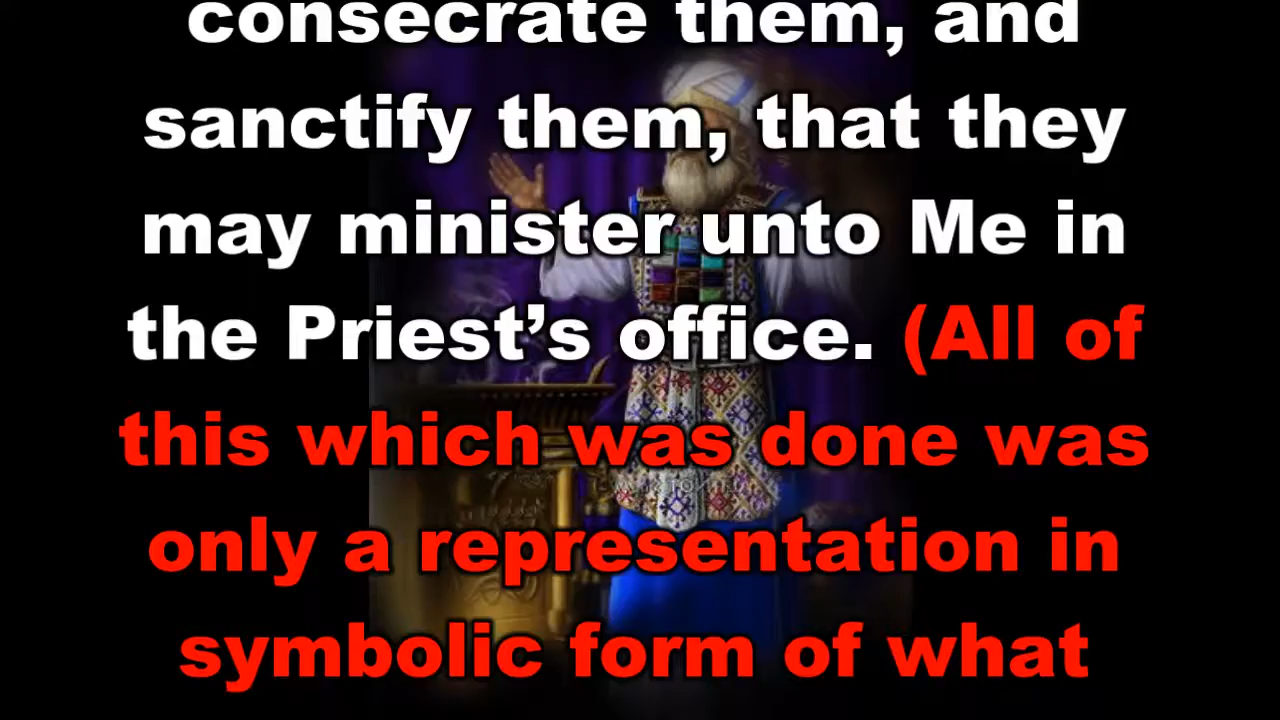 consecrate them, and
sanctify them, that they
may minister unto Me in
the Priest’s office. (All of
this which was done was
only a representation in
symbolic form of what